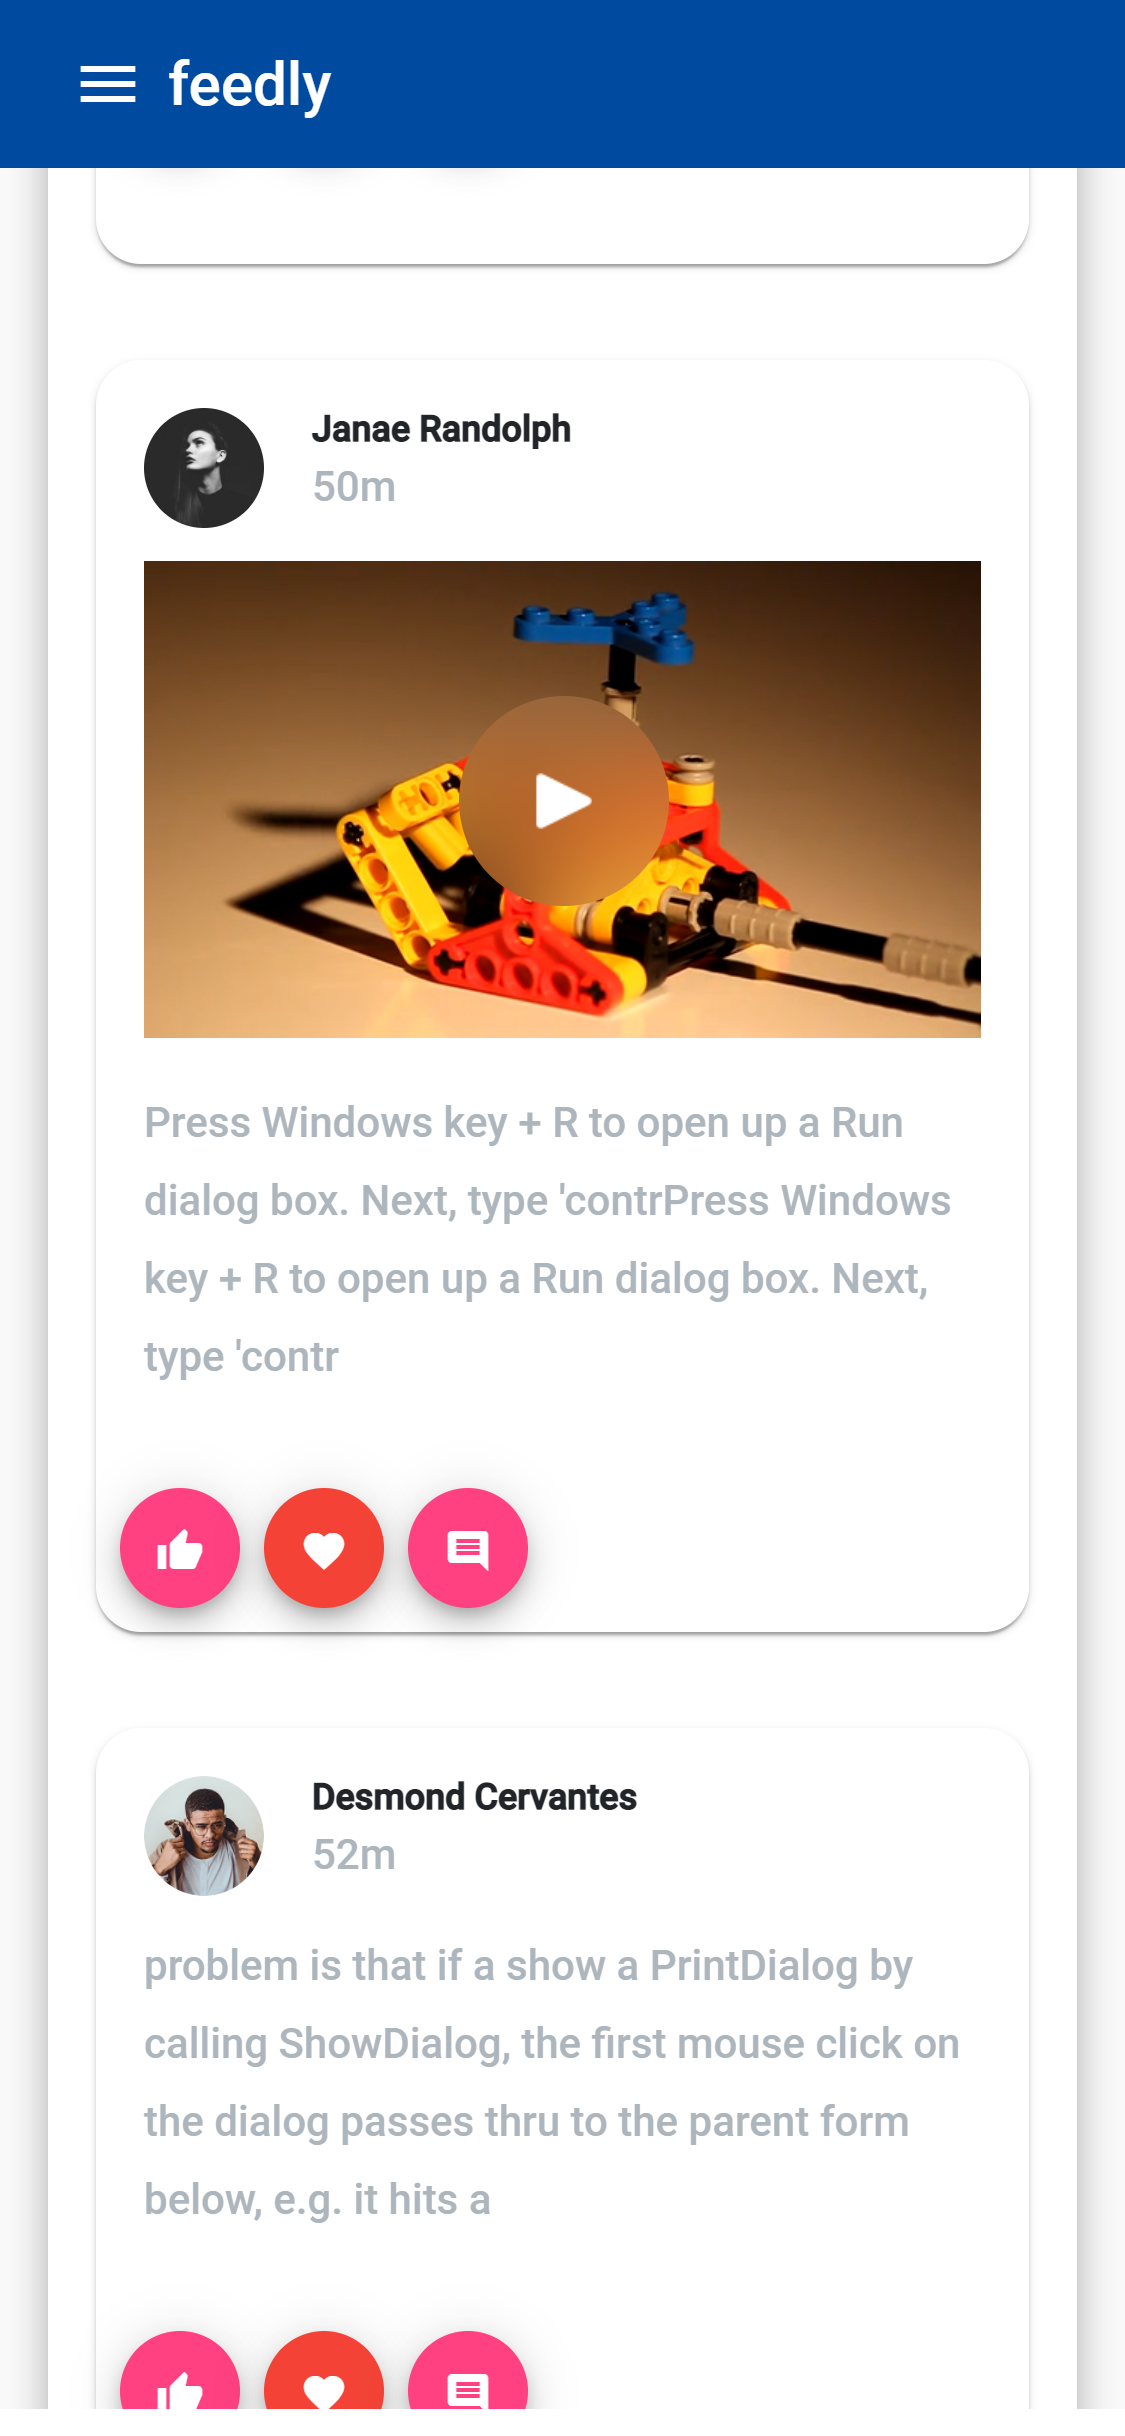 feedly
Janae Randolph
50m
Press Windows key + R to open up a Run
dialog box. Next, type 'contrPress Windows
key + R to open up a Run dialog box. Next,
type 'contr
Desmond Cervantes
52m
problem is that if a show a PrintDialog by
calling ShowDialog, the first mouse click on
the dialog passes thru to the parent form
below, e.g. it hits a